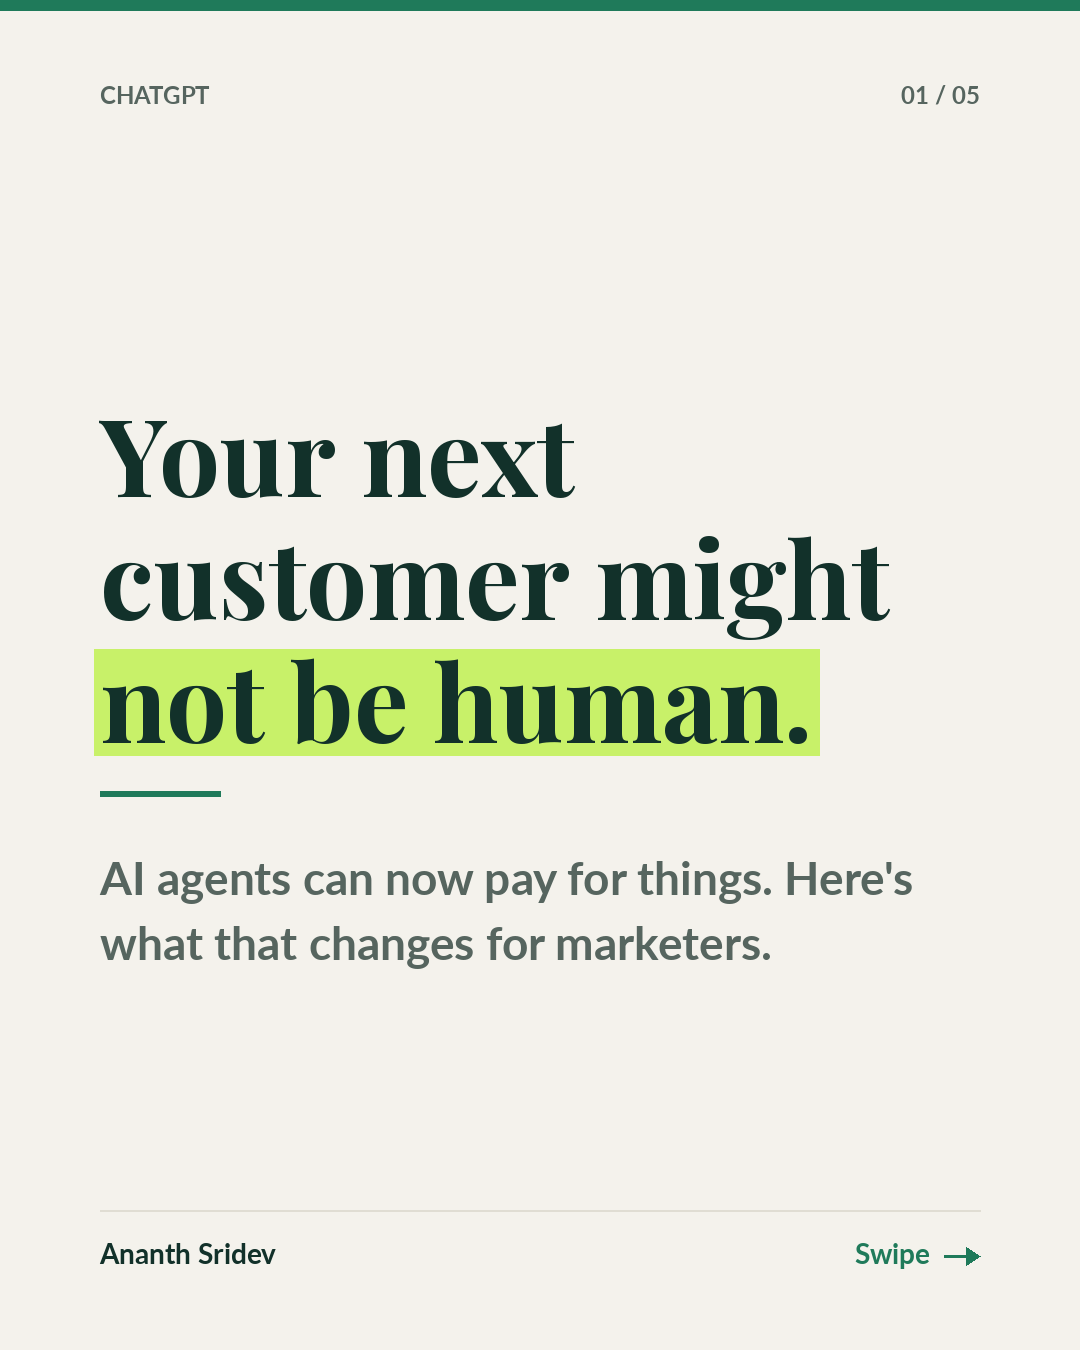 CHATGPT
01 / 05
Your next
customer might
not be human.
AI agents can now pay for things. Here's
what that changes for marketers.
Ananth Sridev
Swipe